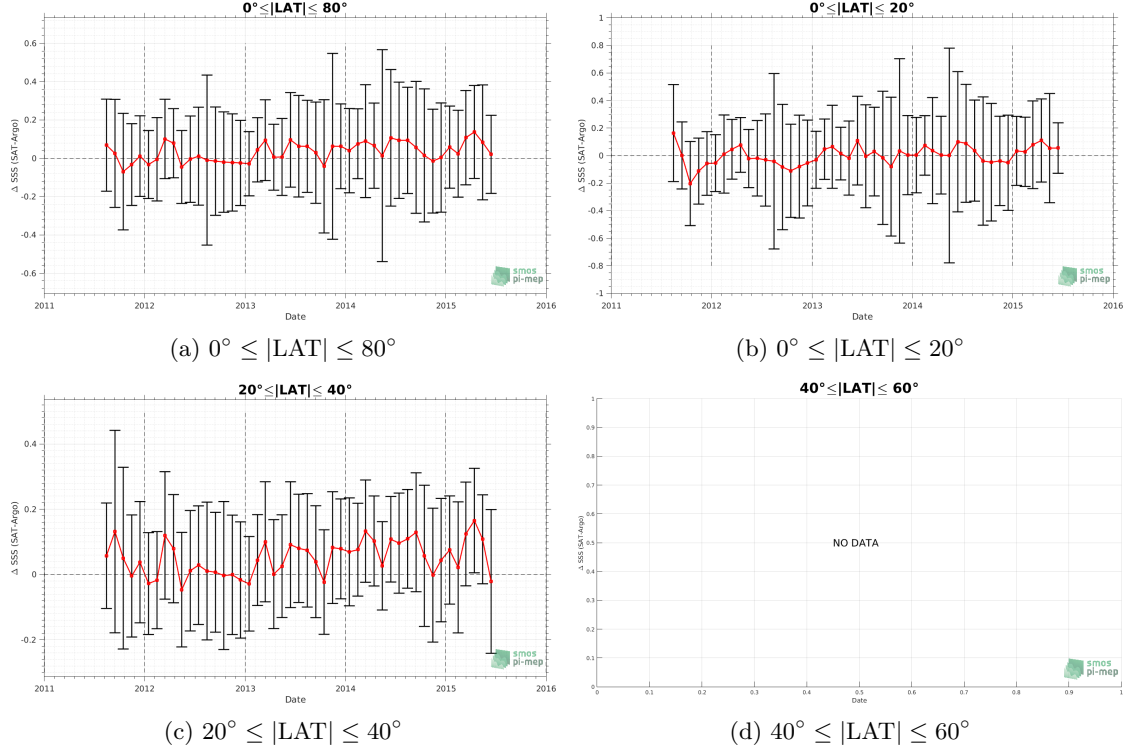 0°≤|LAT|≤ 80°
Δ SSS (SAT-Argo)
0.6
0.4
0.2
0
-0.2
-0.4
-0.6
2011 2012 2013 2014 2015 2016
Date
smos
pi-mep
(a) 0° ≤ |LAT| ≤ 80°
0°≤|LAT|≤ 20°
Δ SSS (SAT-Argo)
1
0.8
0.6
0.4
0.2
0
-0.2
-0.4
-0.6
-0.8
-1
2011 2012 2013 2014 2015 2016
Date
smos
pi-mep
(b) 0° ≤ |LAT| ≤ 20°
20°≤|LAT|≤ 40°
Δ SSS (SAT-Argo)
0.4
0.2
0
-0.2
2011 2012 2013 2014 2015 2016
Date
smos
pi-mep
(c) 20° ≤ |LAT| ≤ 40°
40°≤|LAT|≤ 60°
Δ SSS (SAT-Argo)
1
0.9
0.8
0.7
0.6
0.5
0.4
0.3
0.2
0.1
0
NO DATA
0 0.1 0.2 0.3 0.4 0.5 0.6 0.7 0.8 0.9 1
Date
smos
pi-mep
(d) 40° ≤ |LAT| ≤ 60°